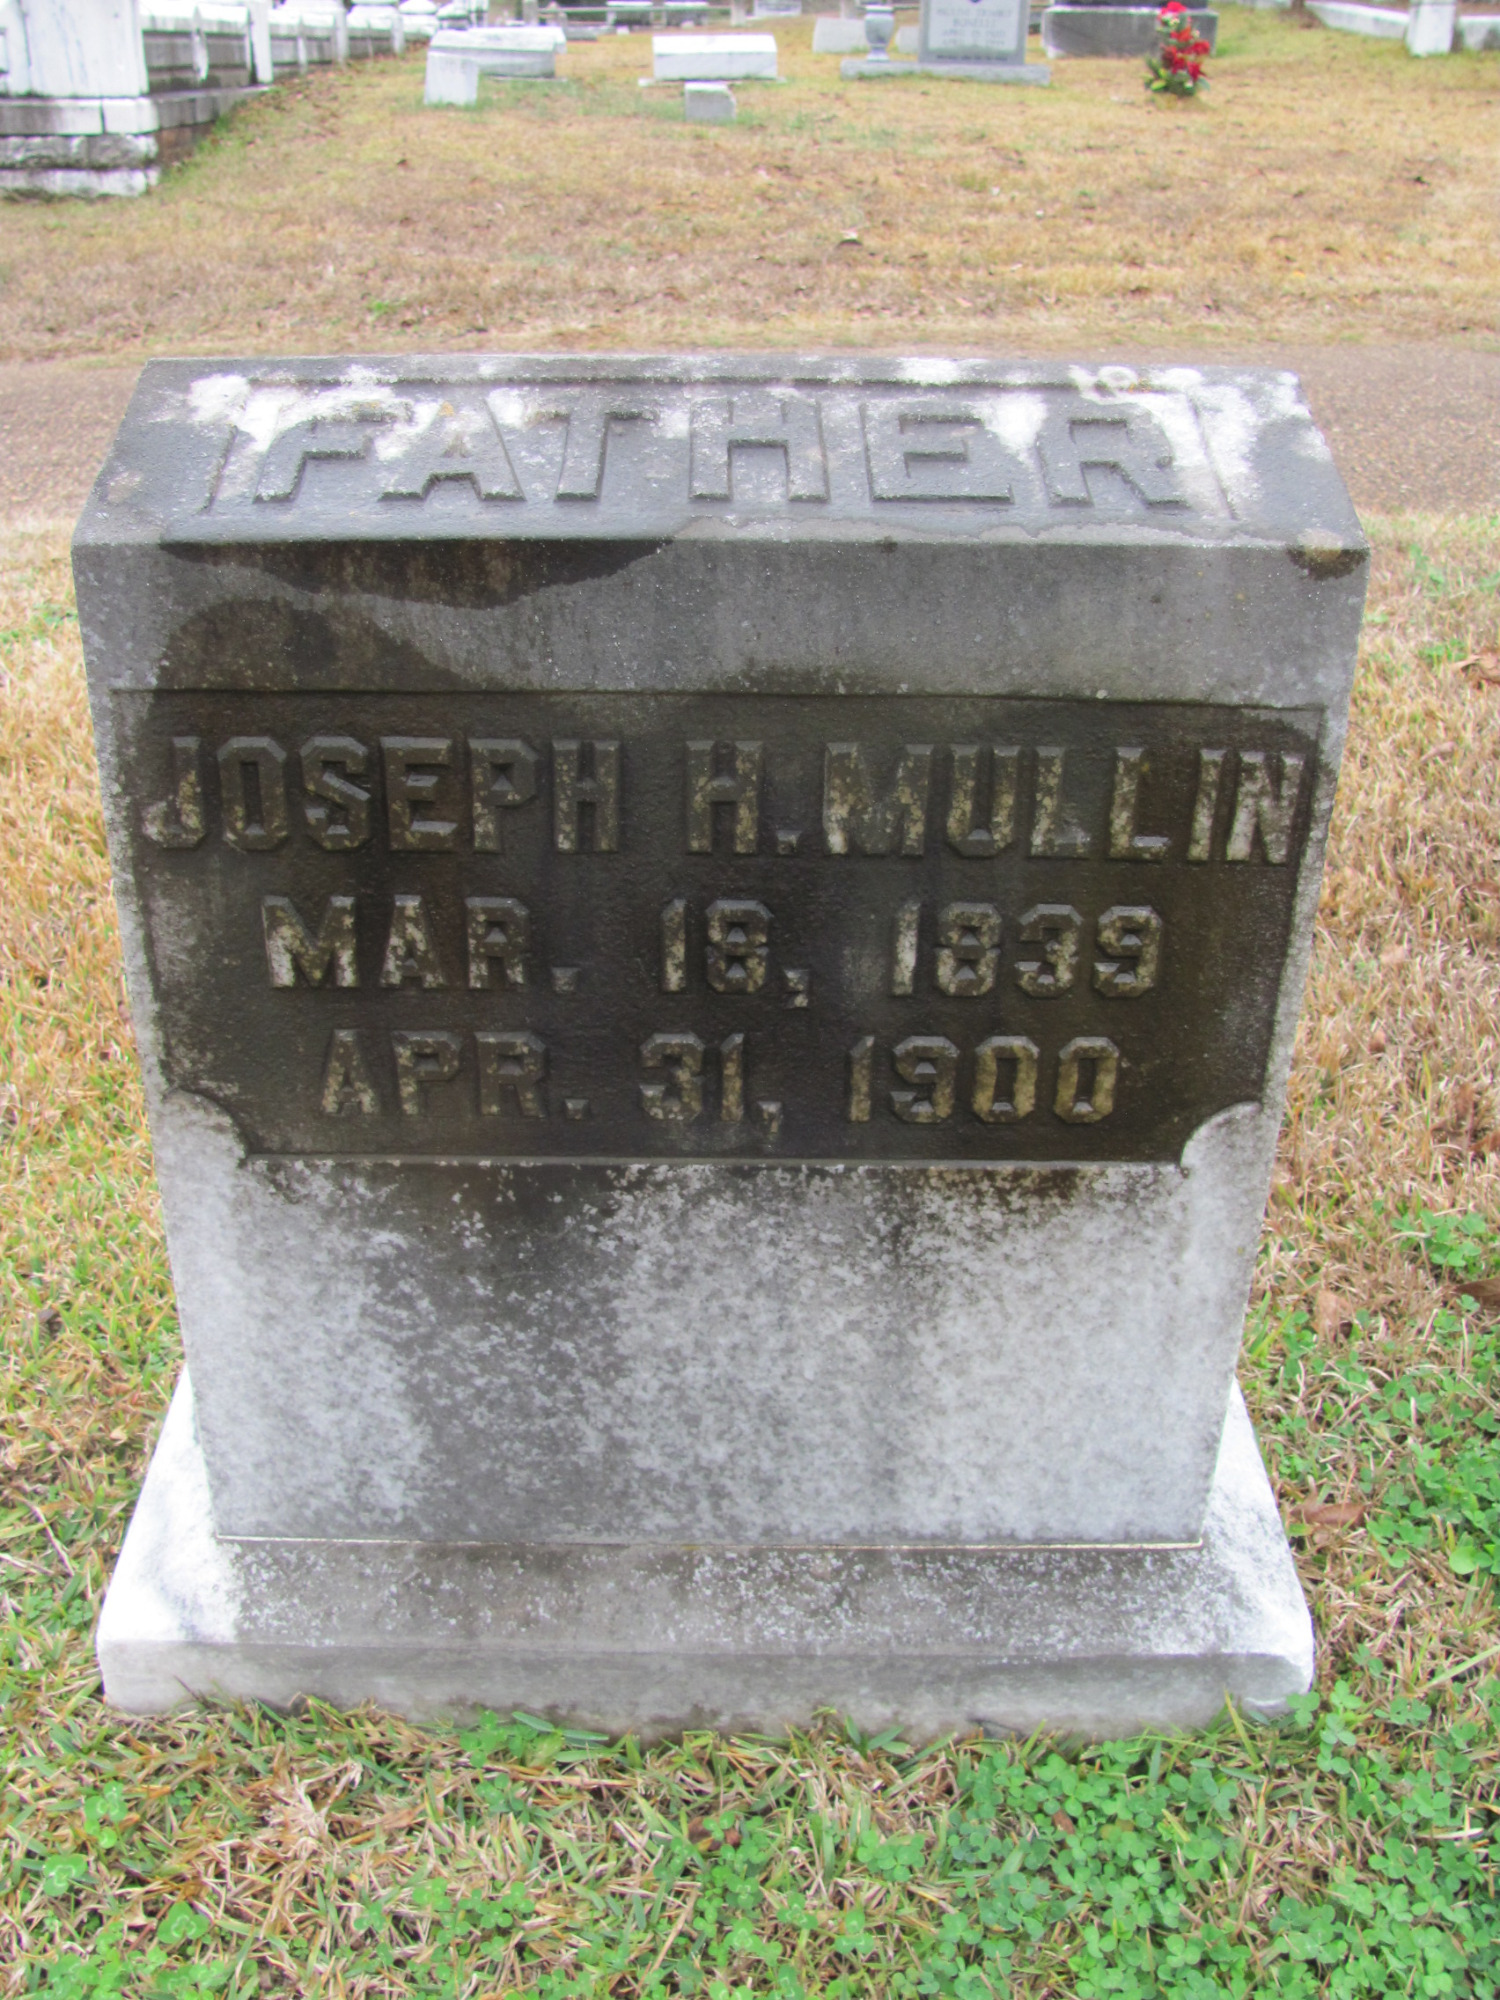 FATHER
JOSEPH H. MULLIN
MAR. 18, 1839
APR. 31, 1900